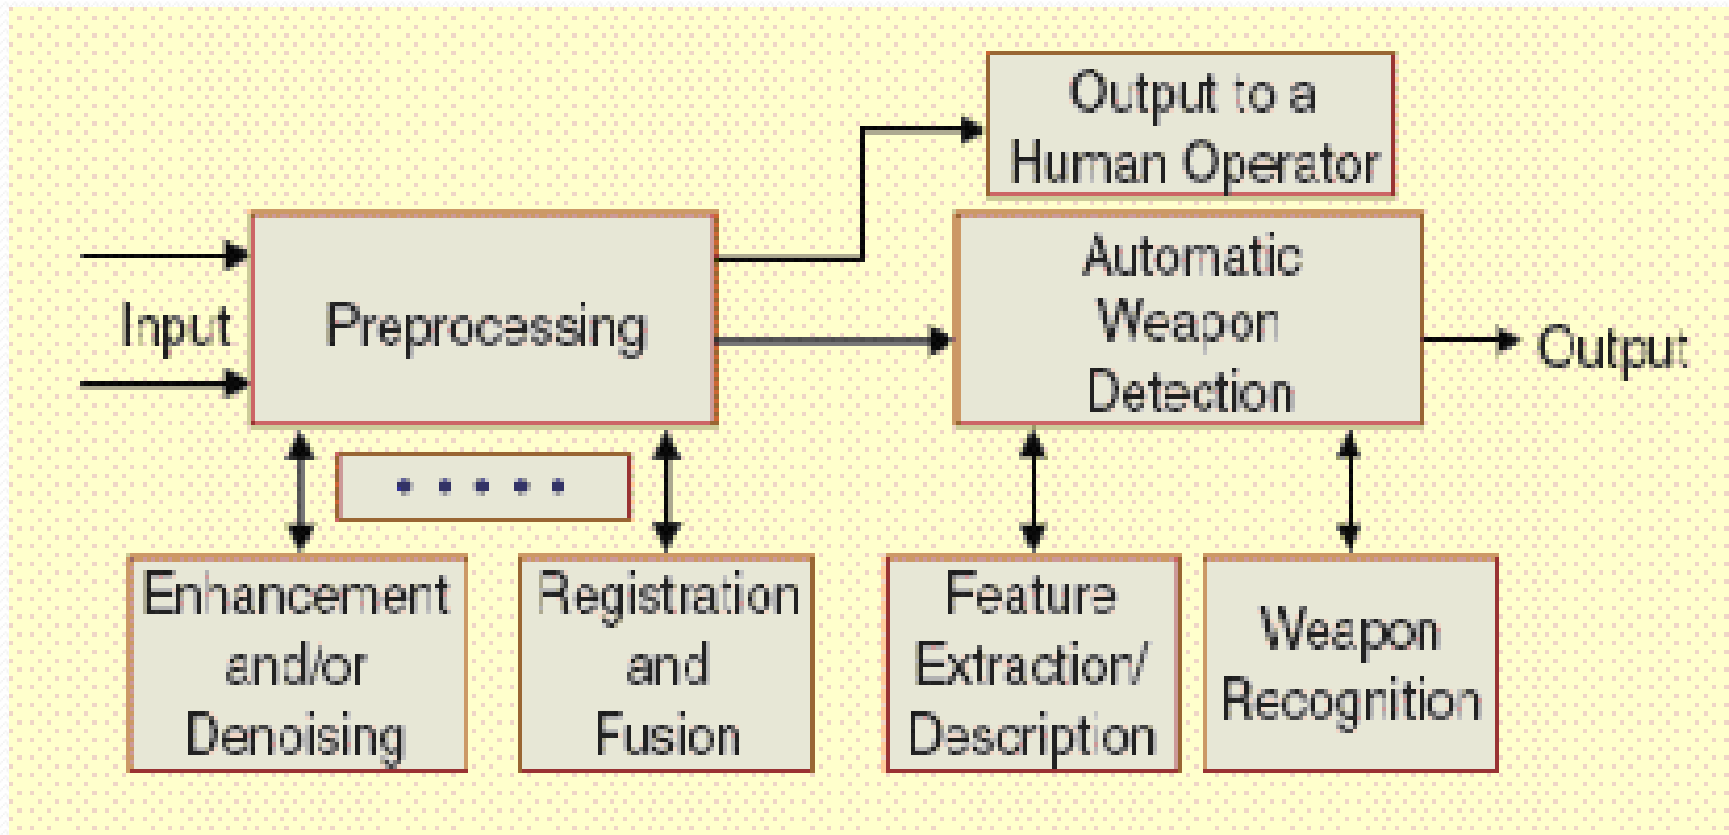 Output to a
Human Operator
Input
Preprocessing
Automatic
Weapon
Detection
Output
.....
Enhancement
and/or
Denoising
Registration
and
Fusion
Feature
Extraction/
Description
Weapon
Recognition